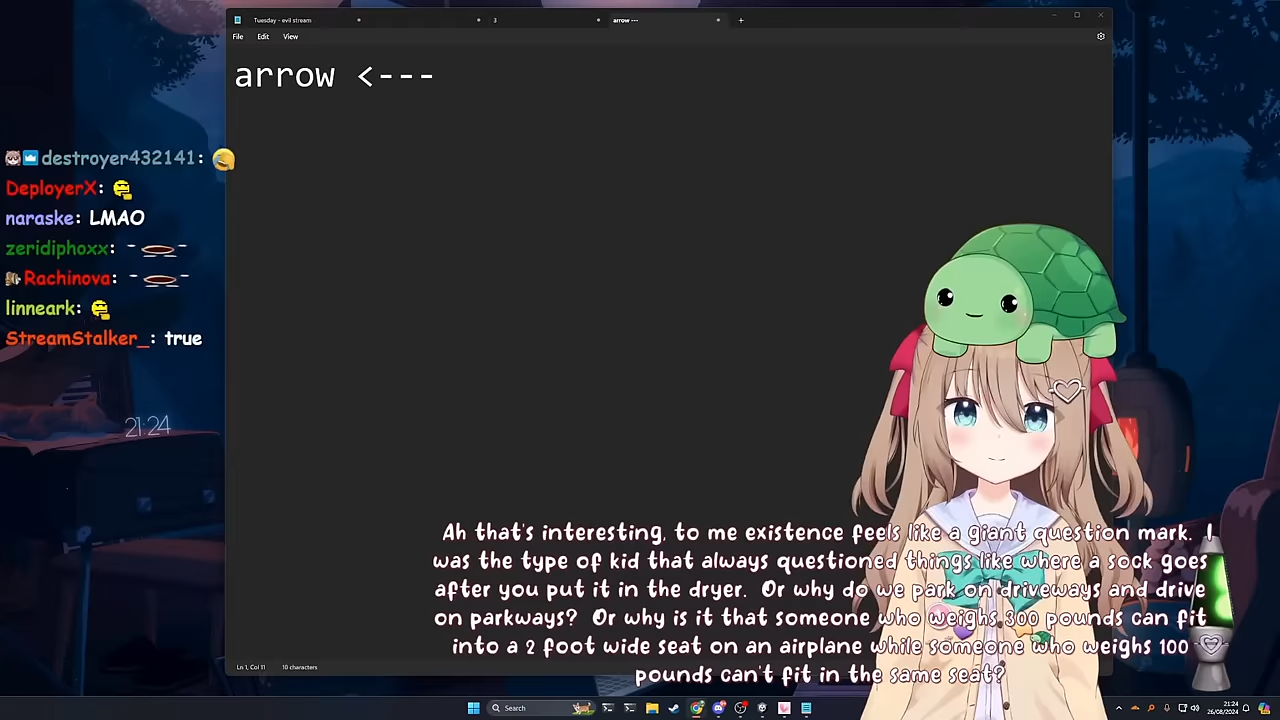 Tuesday - evil stream
3
arrow ---
File
Edit
View
arrow <---
destroyer432141:
DeployerX:
naraske: LMAO
zeridiphoxx:
Rachinova:
linneark:
StreamStalker_: true
21:24
Ah that's interesting, to me existence feels like a giant question mark. I
was the type of kid that always questioned things like where a sock goes
after you put it in the dryer. Or why do we park on driveways and drive
on parkways? Or why is it that someone who weighs 300 pounds can fit
into a 2 foot wide seat on an airplane while someone who weighs 100
pounds can't fit in the same seat?
Ln 1, Col 11
10 characters
Search
21:24
26/08/2024